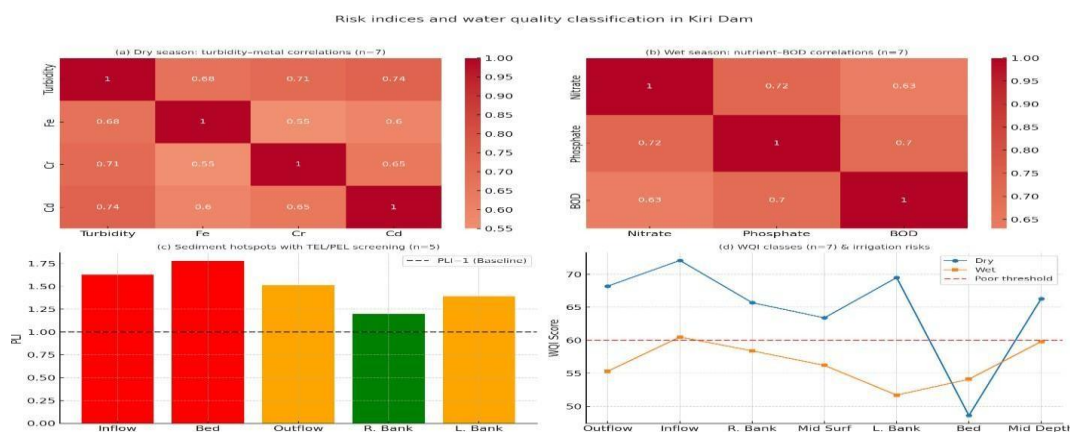 Risk indices and water quality classification in Kiri Dam
(a) Dry season: turbidity–metal correlations (n=7)
Turbidity
Fe
Cr
Cd
1 0.68 0.71 0.74
0.68 1 0.55 0.6
0.71 0.55 1 0.65
0.74 0.6 0.65 1
Turbidity Fe Cr Cd
1.00
0.95
0.90
0.85
0.80
0.75
0.70
0.65
0.60
0.55
(b) Wet season: nutrient–BOD correlations (n=7)
Nitrate
Phosphate
BOD
1 0.72 0.63
0.72 1 0.7
0.63 0.7 1
Nitrate Phosphate BOD
1.00
0.95
0.90
0.85
0.80
0.75
0.70
0.65
(c) Sediment hotspots with TEL/PEL screening (n=5)
PLI
1.75
1.50
1.25
1.00
0.75
0.50
0.25
0.00
PLI=1 (Baseline)
Inflow Bed Outflow R. Bank L. Bank
(d) WQI classes (n=7) & irrigation risks
WQI Score
70
65
60
55
50
Dry
Wet
Poor threshold
Outflow Inflow R. Bank Mid Surf L. Bank Bed Mid Depth